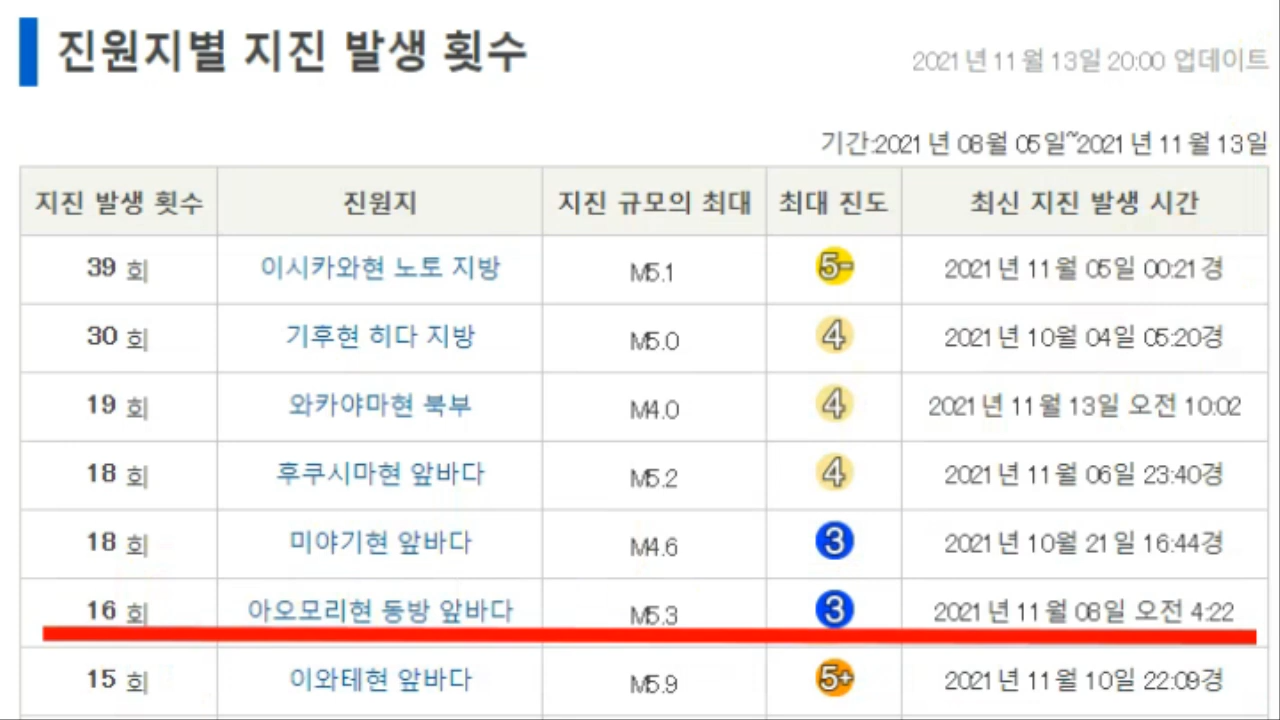 진원지별 지진 발생 횟수
2021년 11월 13일 20:00 업데이트
기간:2021년 08월 05일~2021년 11월 13일
지진 발생 횟수 진원지 지진 규모의 최대 최대 진도 최신 지진 발생 시간
39 회 이시카와현 노토 지방 M5.1 5- 2021년 11월 05일 00:21경
30 회 기후현 히다 지방 M5.0 4 2021년 10월 04일 05:20경
19 회 와카야마현 북부 M4.0 4 2021년 11월 13일 오전 10:02
18 회 후쿠시마현 앞바다 M5.2 4 2021년 11월 06일 23:40경
18 회 미야기현 앞바다 M4.6 3 2021년 10월 21일 16:44경
16 회 아오모리현 동방 앞바다 M5.3 3 2021년 11월 08일 오전 4:22
15 회 이와테현 앞바다 M5.9 5+ 2021년 11월 10일 22:09경